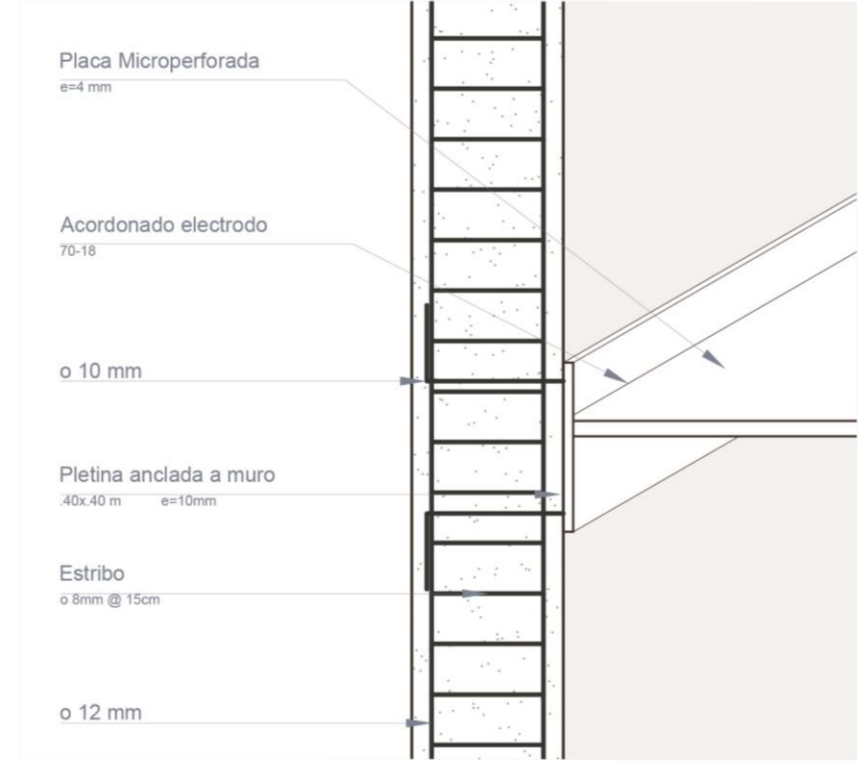 Placa Microperforada
e=4 mm
Acordonado electrodo
70-18
o 10 mm
Pletina anclada a muro
.40x.40 m e=10mm
Estribo
o 8mm @ 15cm
o 12 mm